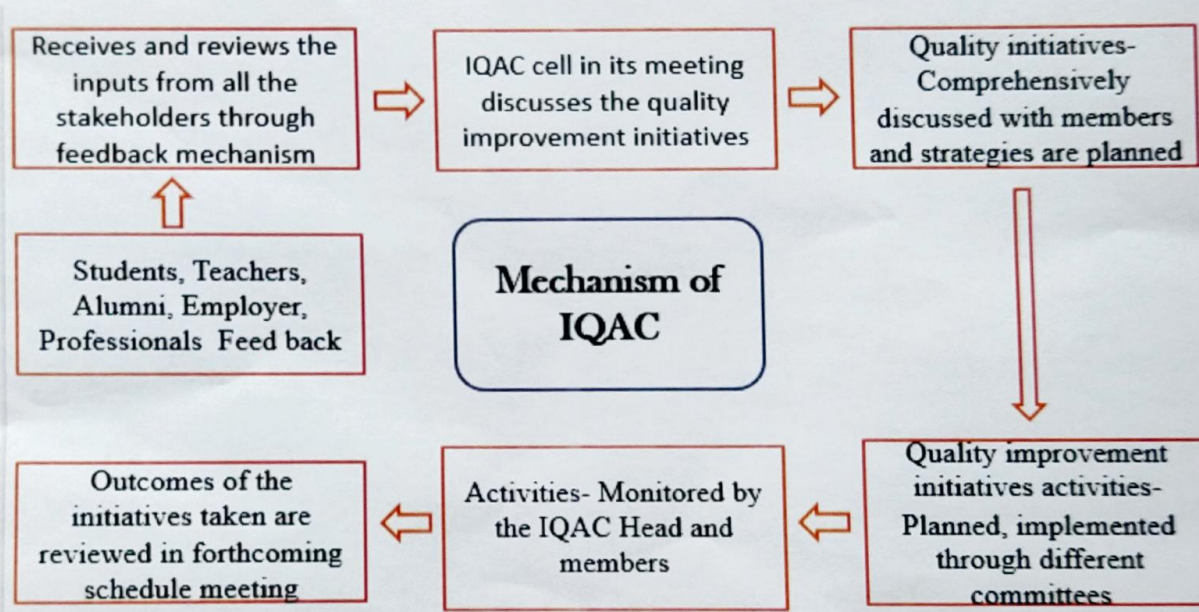 Receives and reviews the
inputs from all the
stakeholders through
feedback mechanism
IQAC cell in its meeting
discusses the quality
improvement initiatives
Quality initiatives-
Comprehensively
discussed with members
and strategies are planned
Students, Teachers,
Alumni, Employer,
Professionals Feed back
Mechanism of
IQAC
Quality improvement
initiatives activities-
Planned, implemented
through different
committees
Activities- Monitored by
the IQAC Head and
members
Outcomes of the
initiatives taken are
reviewed in forthcoming
schedule meeting